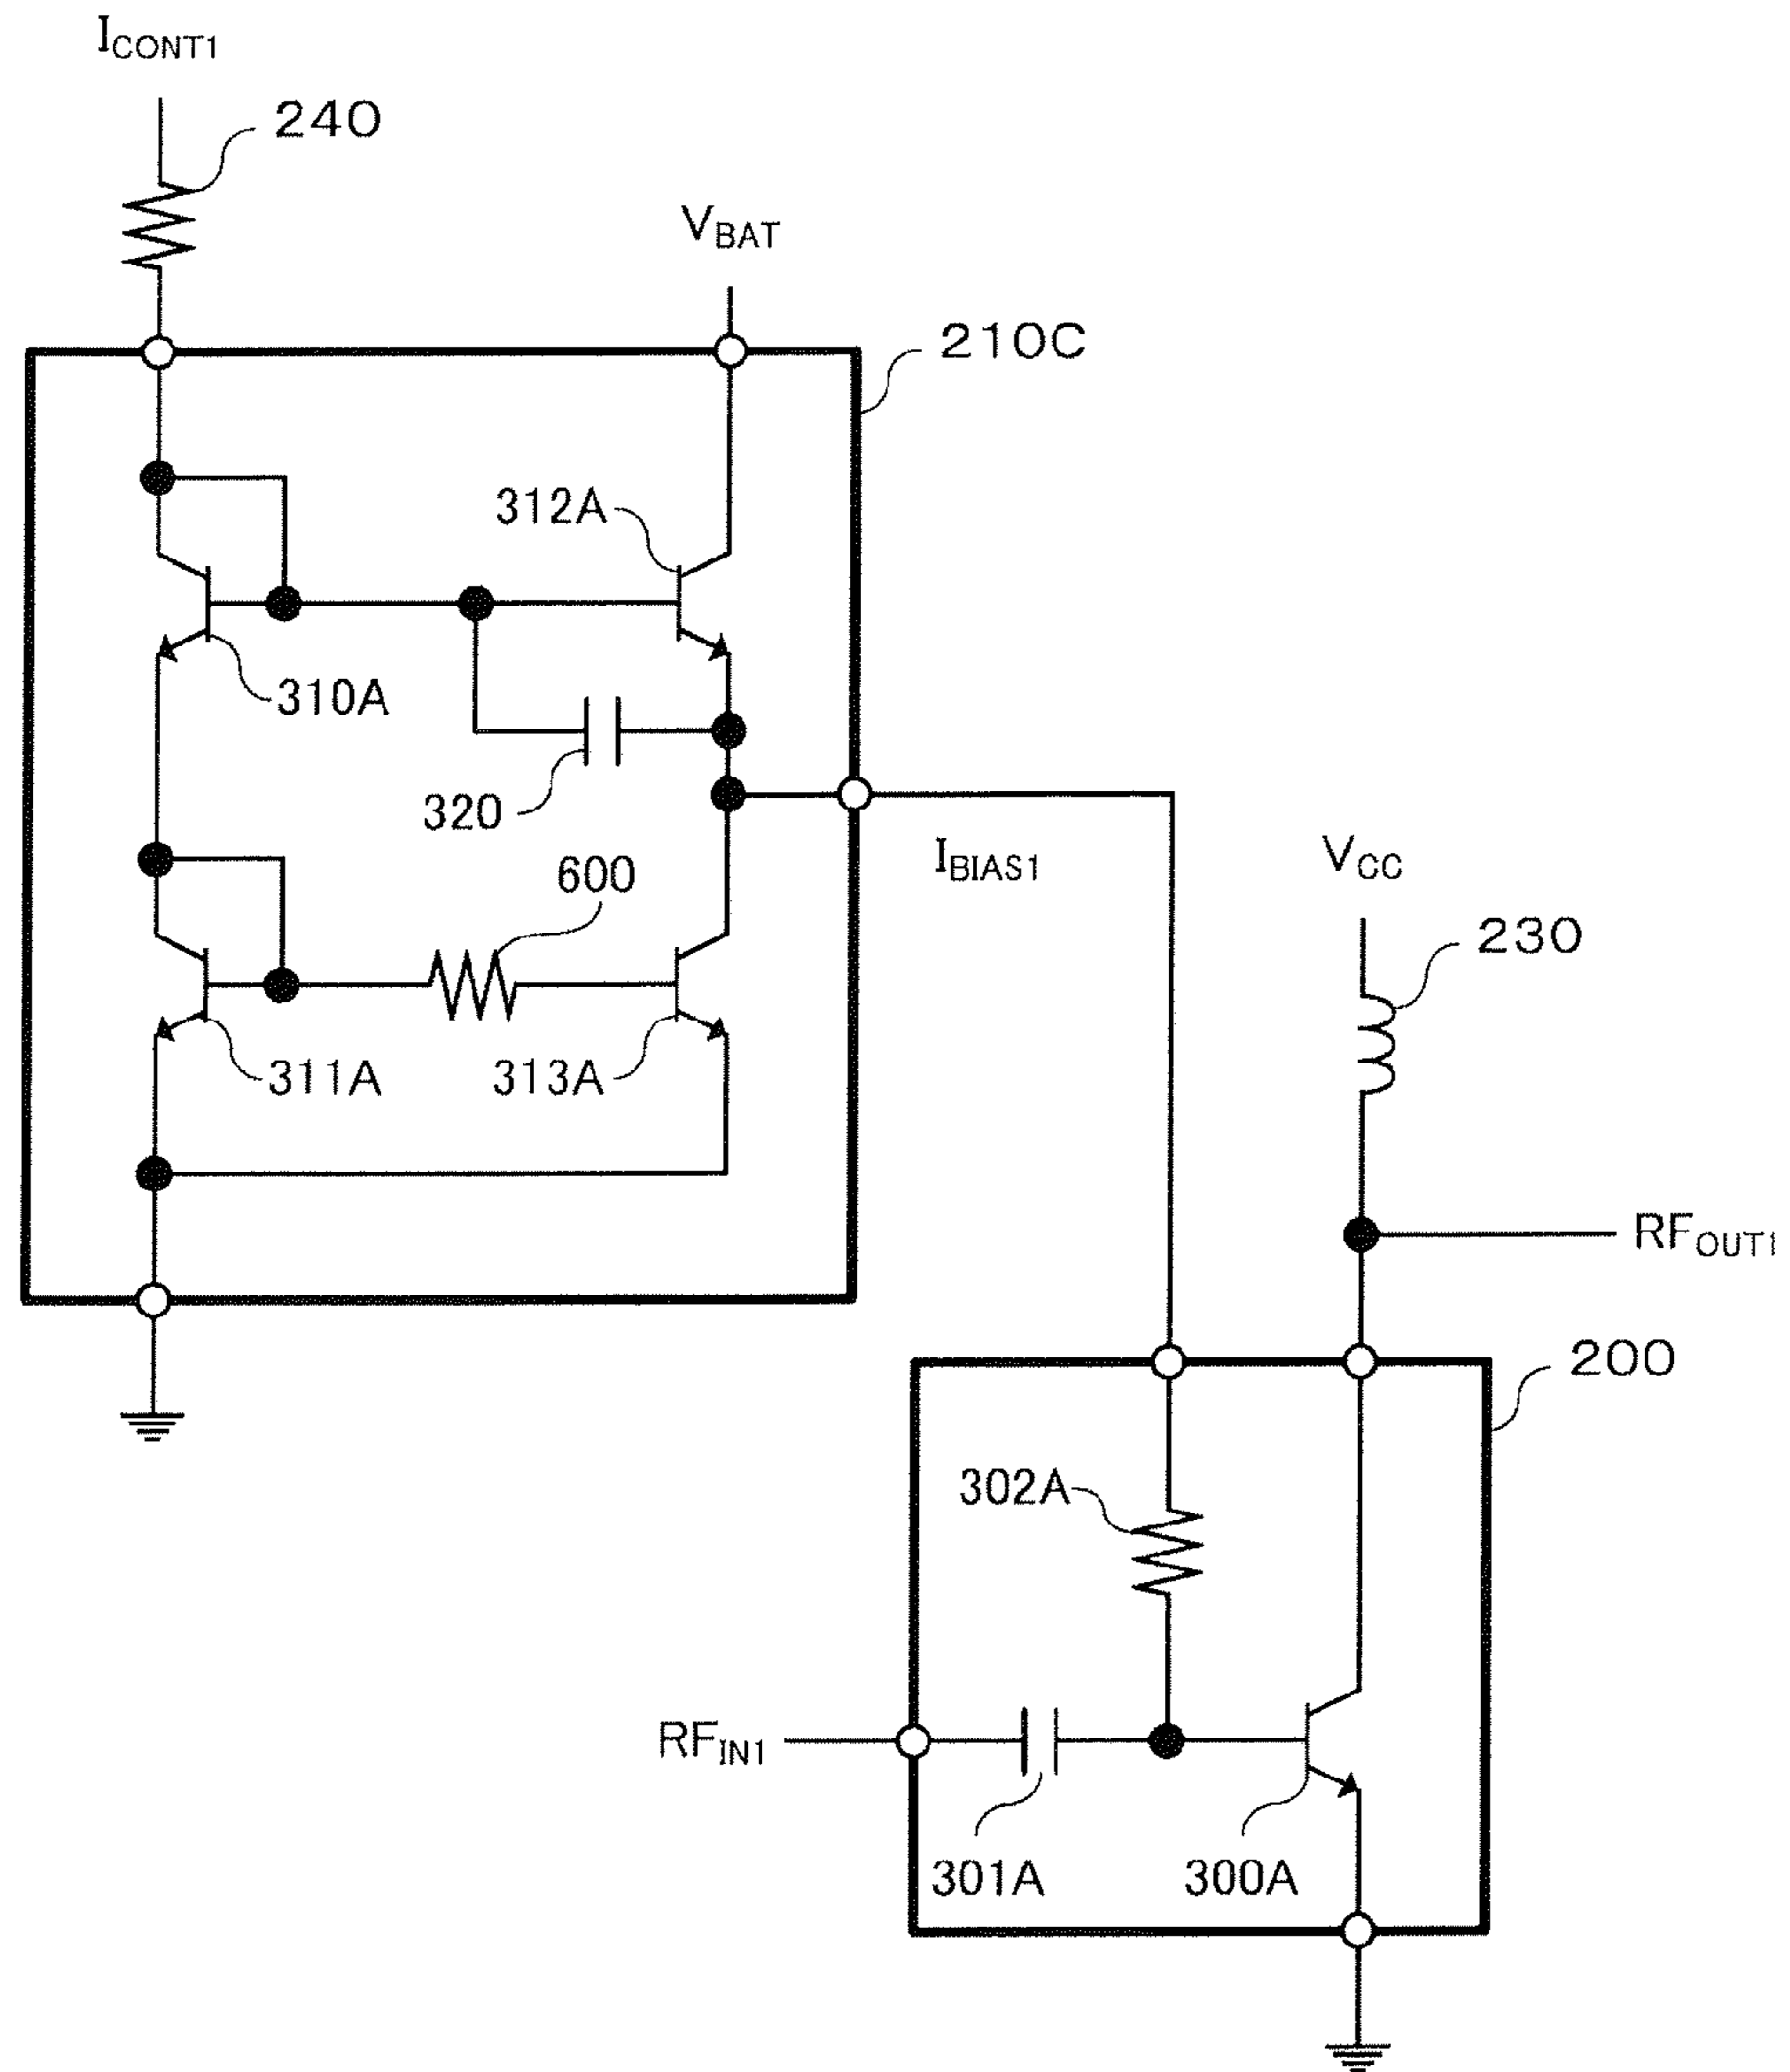 ICONT1
240
VBAT
210C
312A
310A
320
600
IBIAS1
VCC
230
311A
313A
RFOUT1
200
302A
RFIN1
301A
300A